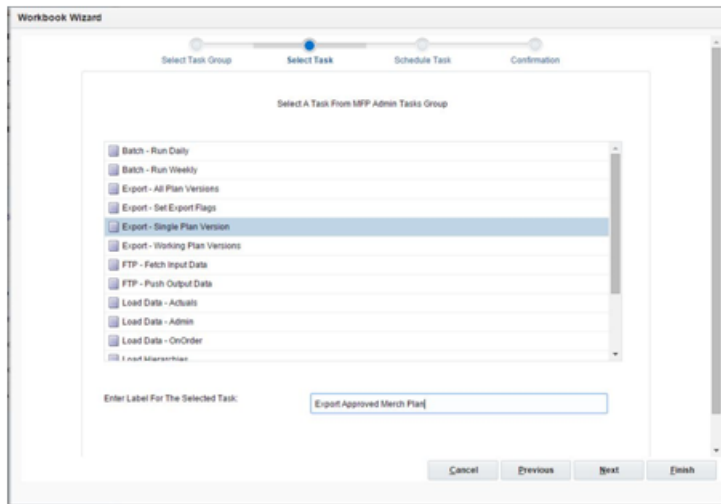 Workbook Wizard
Select Task Group
Select Task
Schedule Task
Confirmation
Select A Task From MFP Admin Tasks Group
Batch - Run Daily
Batch - Run Weekly
Export - All Plan Versions
Export - Set Export Flags
Export - Single Plan Version
Export - Working Plan Versions
FTP - Fetch Input Data
FTP - Push Output Data
Load Data - Actuals
Load Data - Admin
Load Data - OnOrder
Load Hierarchies
Enter Label For The Selected Task:
Export Approved Merch Plan
Cancel
Previous
Next
Finish